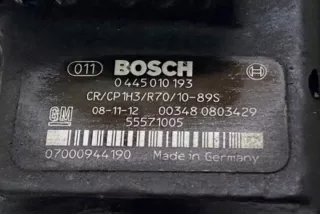 011 BOSCH
0 445 010 193
CR/CP1H3/R70/10-89S
08-11-12 00348 0803429
GM 55571005
07000944190 Made in Germany